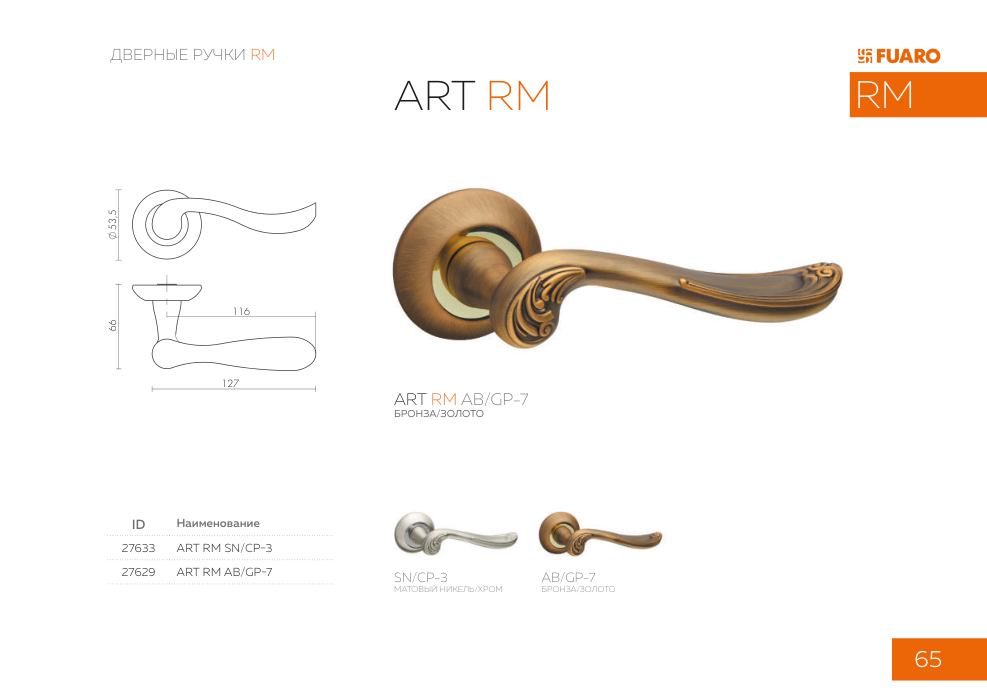 ДВЕРНЫЕ РУЧКИ RM
FUARO
RM
ART RM
Ø 53,5
66
116
127
ART RM AB/GP-7
БРОНЗА/ЗОЛОТО
ID Наименование
27633 ART RM SN/CP-3
27629 ART RM AB/GP-7
SN/CP-3
МАТОВЫЙ НИКЕЛЬ/ХРОМ
AB/GP-7
БРОНЗА/ЗОЛОТО
65